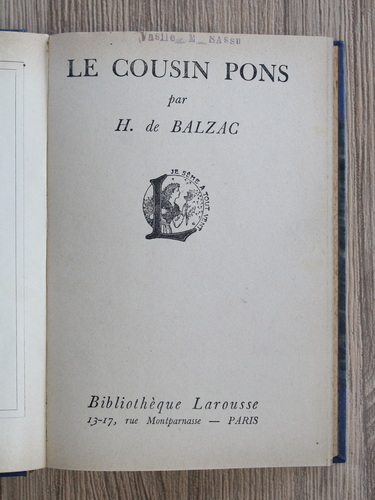 LE COUSIN PONS
par
H. de BALZAC
JE SÈME A TOUT VENT
L
Bibliothèque Larousse
13-17, rue Montparnasse — PARIS